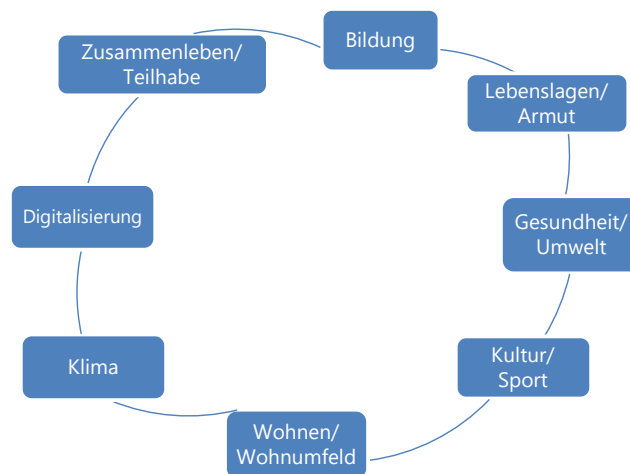 Bildung
Lebenslagen/
Armut
Gesundheit/
Umwelt
Kultur/
Sport
Wohnen/
Wohnumfeld
Klima
Digitalisierung
Zusammenleben/
Teilhabe